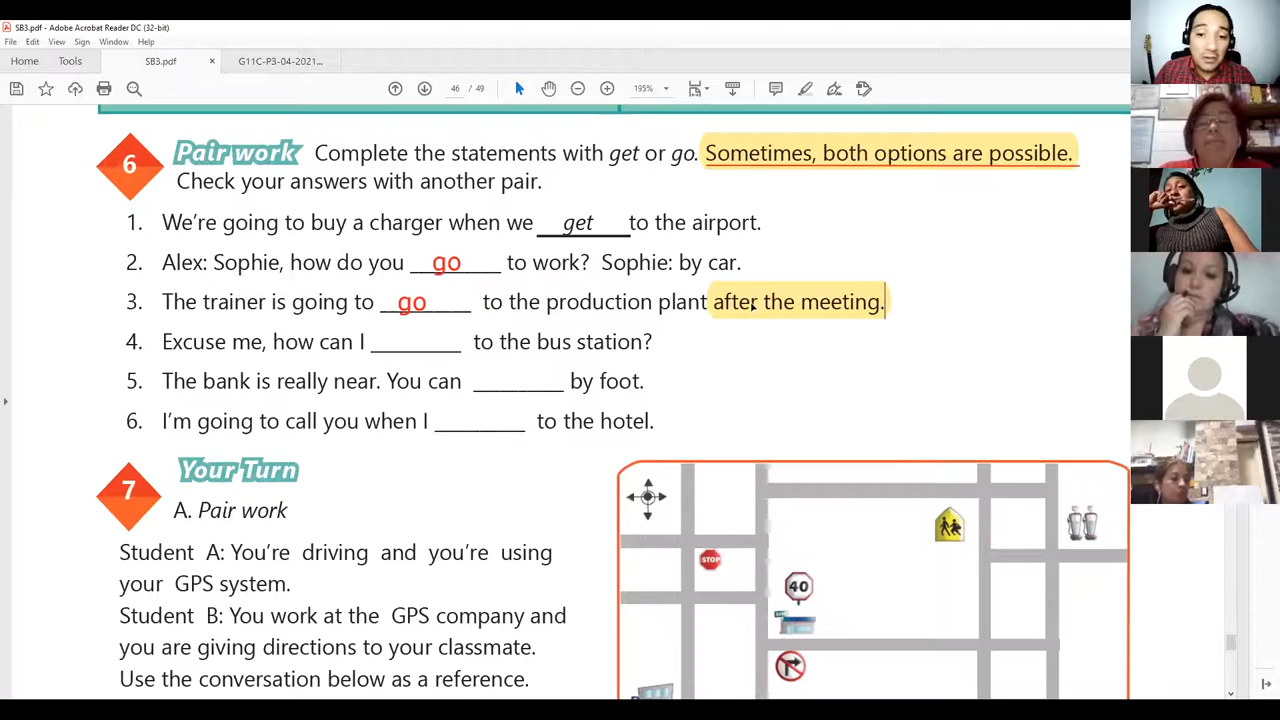 SB3.pdf - Adobe Acrobat Reader DC (32-bit)
File Edit View Sign Window Help
Home Tools SB3.pdf × G11C-P3-04-2021...
46 / 49 195%
6 Pair work Complete the statements with get or go. Sometimes, both options are possible.
Check your answers with another pair.
1. We're going to buy a charger when we get to the airport.
2. Alex: Sophie, how do you go to work? Sophie: by car.
3. The trainer is going to go to the production plant after the meeting.
4. Excuse me, how can I _________ to the bus station?
5. The bank is really near. You can _________ by foot.
6. I'm going to call you when I _________ to the hotel.
7 Your Turn
A. Pair work
Student A: You're driving and you're using
your GPS system.
Student B: You work at the GPS company and
you are giving directions to your classmate.
Use the conversation below as a reference.
STOP
40